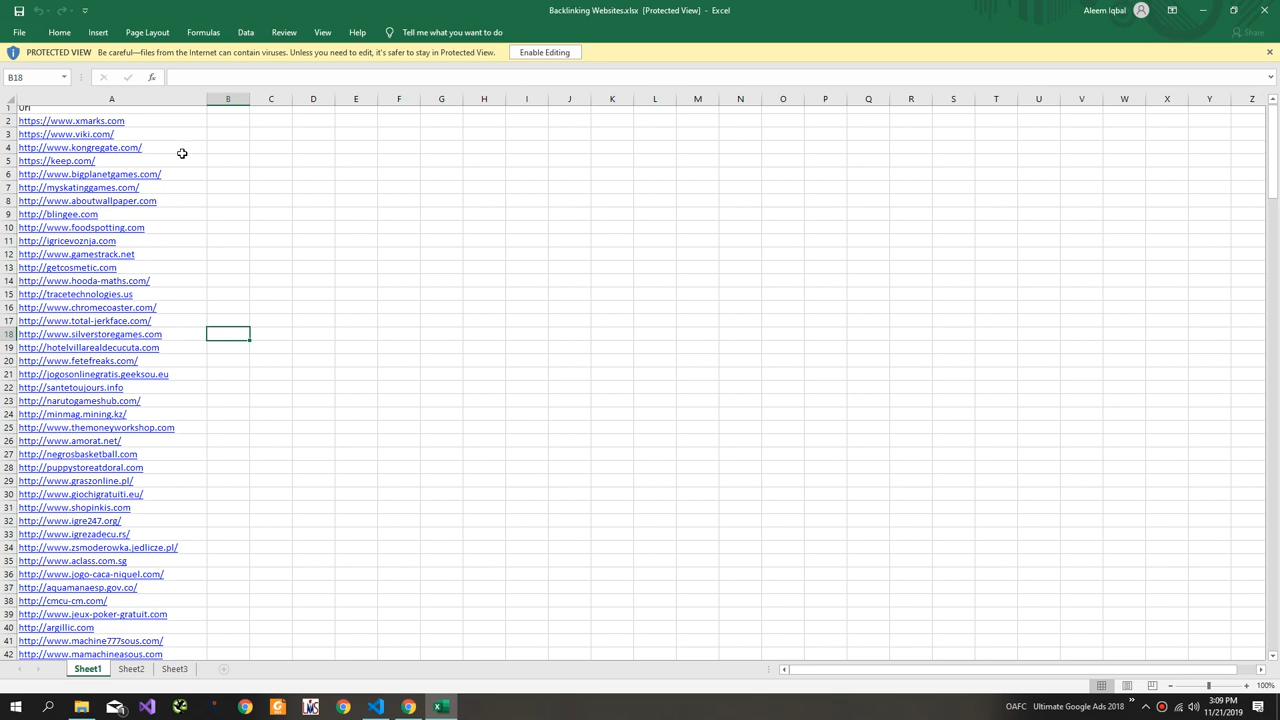 Backlinking Websites.xlsx [Protected View] - Excel
Aleem Iqbal
File Home Insert Page Layout Formulas Data Review View Help Tell me what you want to do
Share
PROTECTED VIEW Be careful—files from the Internet can contain viruses. Unless you need to edit, it's safer to stay in Protected View. Enable Editing
B18
fx
A B C D E F G H I J K L M N O P Q R S T U V W X Y Z
1 Url
2 https://www.xmarks.com
3 https://www.viki.com/
4 http://www.kongregate.com/
5 https://keep.com/
6 http://www.bigplanetgames.com/
7 http://myskatinggames.com/
8 http://www.aboutwallpaper.com
9 http://blingee.com
10 http://www.foodspotting.com
11 http://igricevoznja.com
12 http://www.gamestrack.net
13 http://getcosmetic.com
14 http://www.hooda-maths.com/
15 http://tracetechnologies.us
16 http://www.chromecoaster.com/
17 http://www.total-jerkface.com/
18 http://www.silverstoregames.com
19 http://hotelvillarealdecucuta.com
20 http://www.fetefreaks.com/
21 http://jogosonlinegratis.geeksou.eu
22 http://santetoujours.info
23 http://narutogameshub.com/
24 http://minmag.mining.kz/
25 http://www.themoneyworkshop.com
26 http://www.amorat.net/
27 http://negrosbasketball.com
28 http://puppystoreatdoral.com
29 http://www.graszonline.pl/
30 http://www.giochigratuiti.eu/
31 http://www.shopinkis.com
32 http://www.igre247.org/
33 http://www.igrezadecu.rs/
34 http://www.zsmoderowka.jedlicze.pl/
35 http://www.aclass.com.sg
36 http://www.jogo-caca-niquel.com/
37 http://aquamanaesp.gov.co/
38 http://cmcu-cm.com/
39 http://www.jeux-poker-gratuit.com
40 http://argillic.com
41 http://www.machine777sous.com/
42 http://www.mamachineasous.com
Sheet1 Sheet2 Sheet3
100%
OAFC Ultimate Google Ads 2018
3:09 PM
11/21/2019